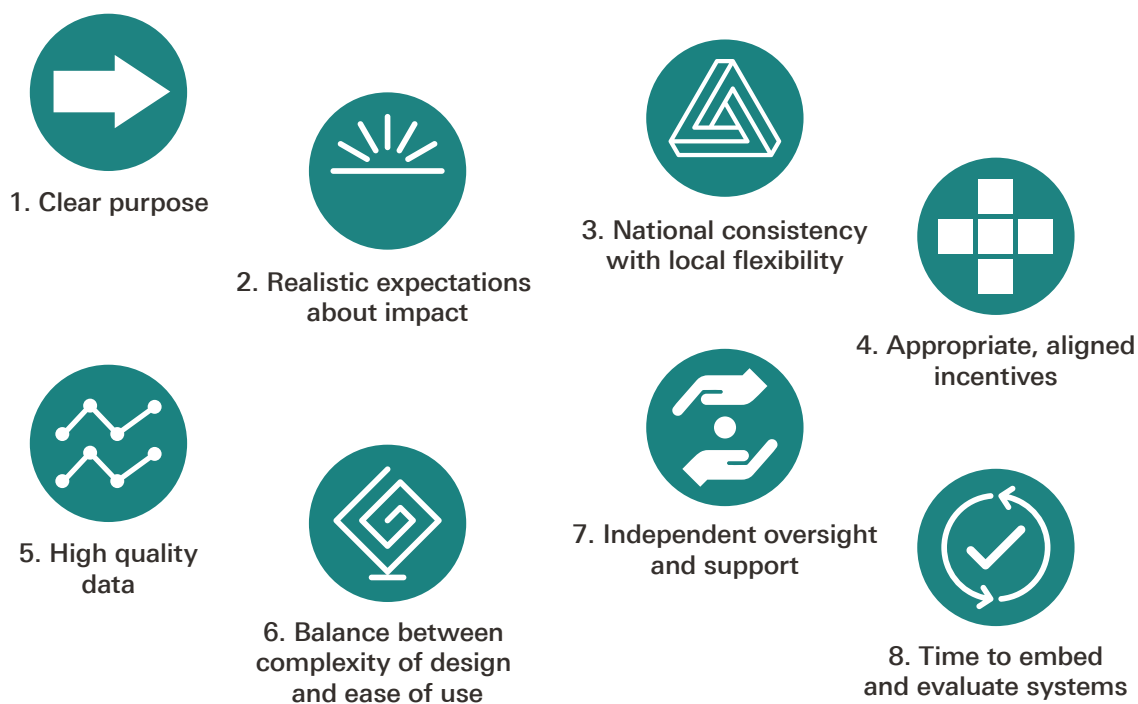 1. Clear purpose
2. Realistic expectations
about impact
3. National consistency
with local flexibility
4. Appropriate, aligned
incentives
5. High quality
data
6. Balance between
complexity of design
and ease of use
7. Independent oversight
and support
8. Time to embed
and evaluate systems